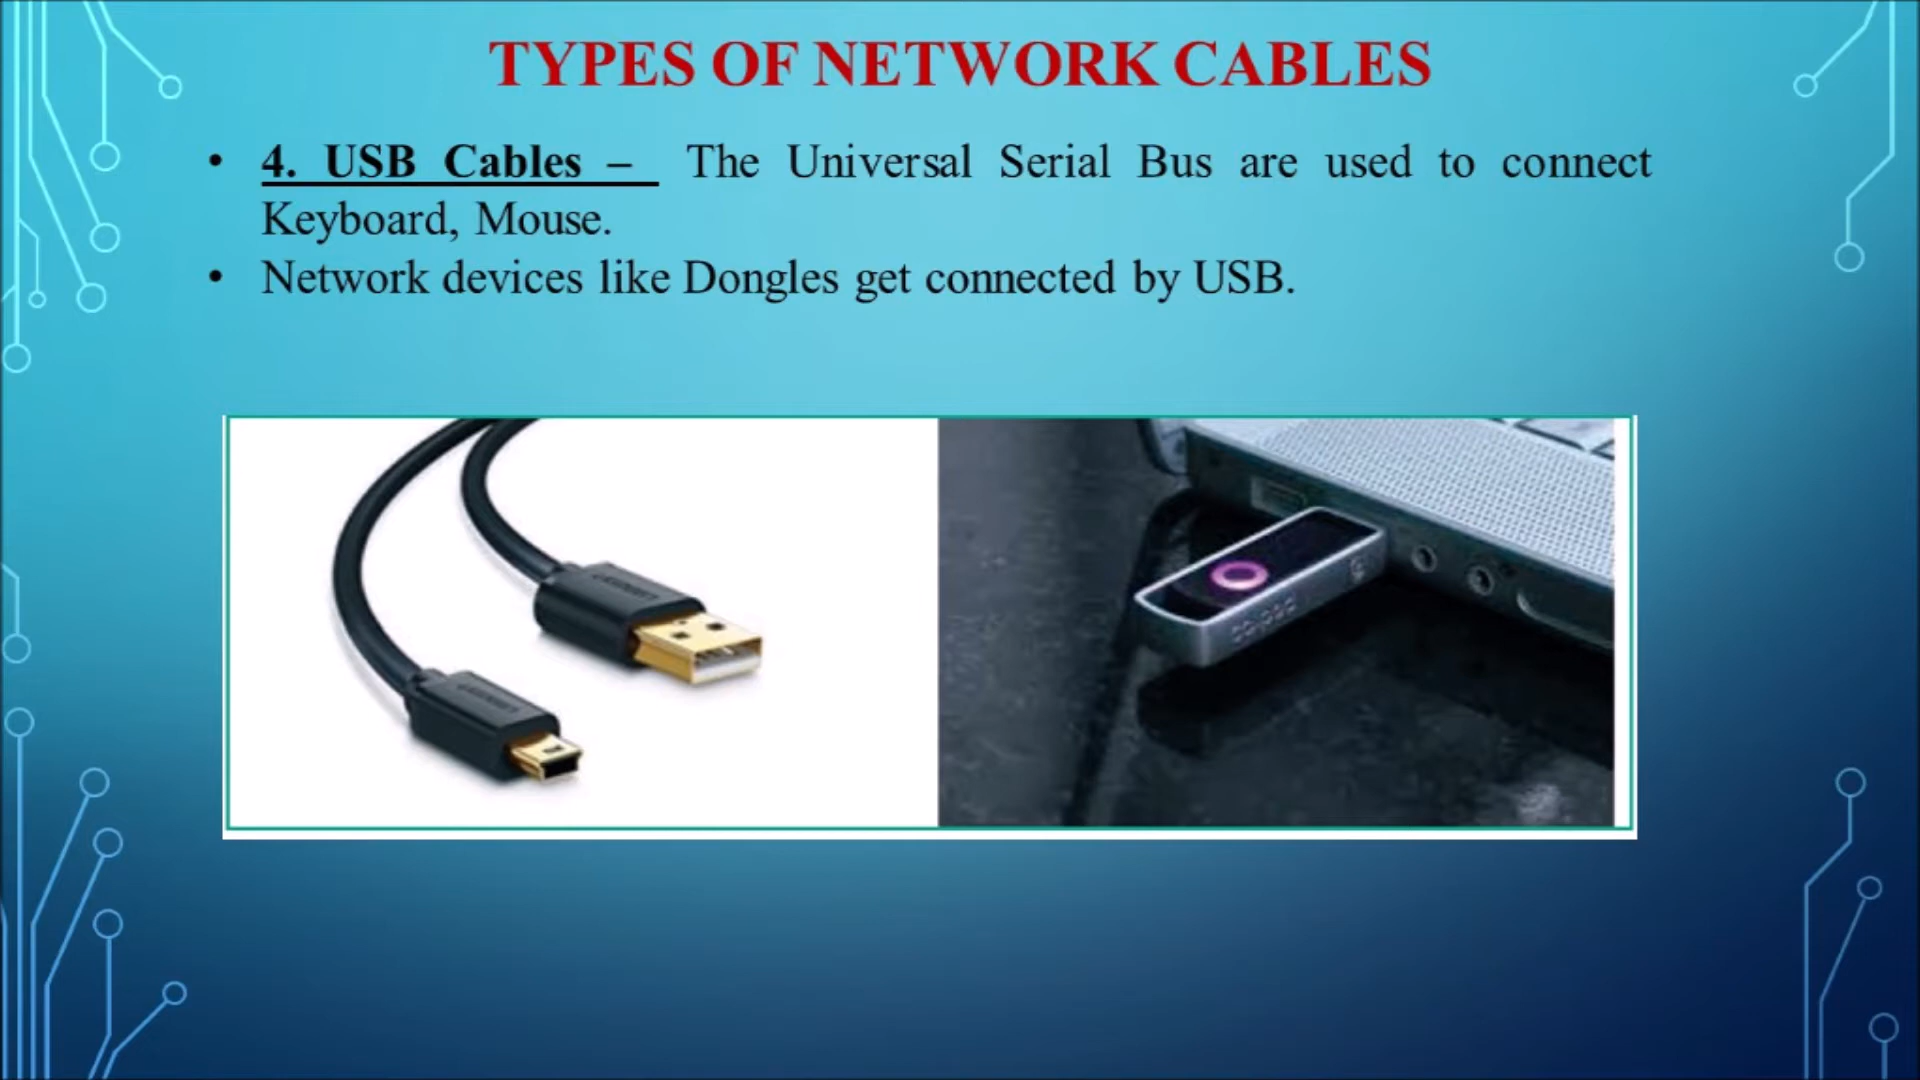 TYPES OF NETWORK CABLES
• 4. USB Cables – The Universal Serial Bus are used to connect
Keyboard, Mouse.
• Network devices like Dongles get connected by USB.